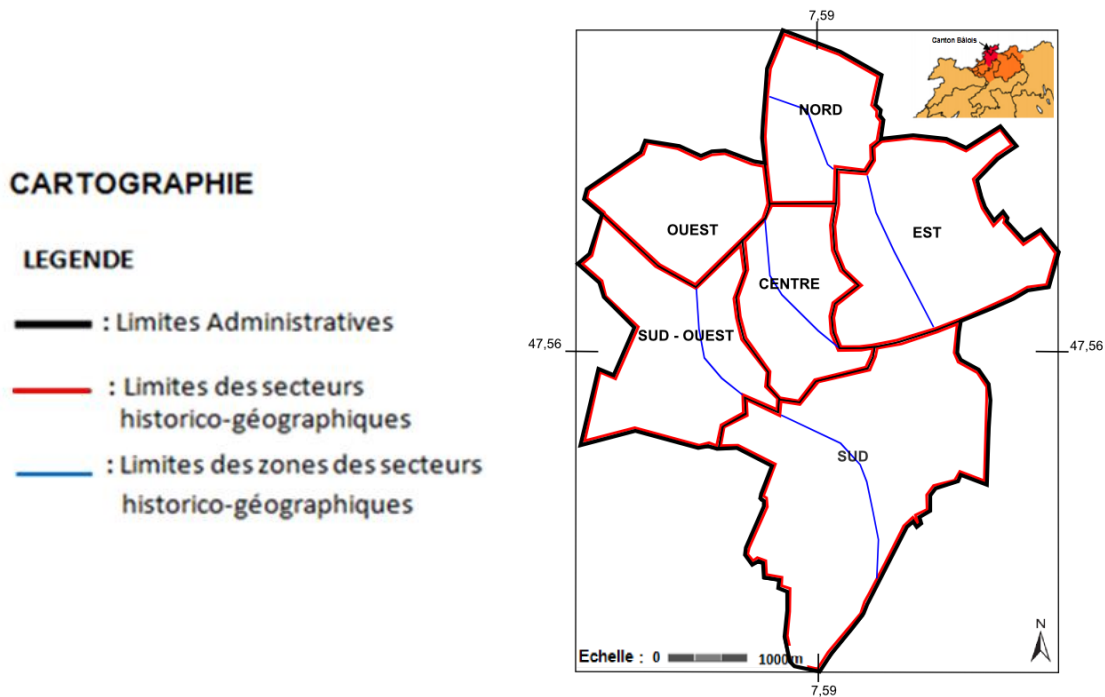 CARTOGRAPHIE
LEGENDE
: Limites Administratives
: Limites des secteurs
historico-géographiques
: Limites des zones des secteurs
historico-géographiques
7,59
Canton Bâlois
NORD
OUEST
EST
CENTRE
SUD - OUEST
47,56
47,56
SUD
N
Echelle : 0 1000m
7,59